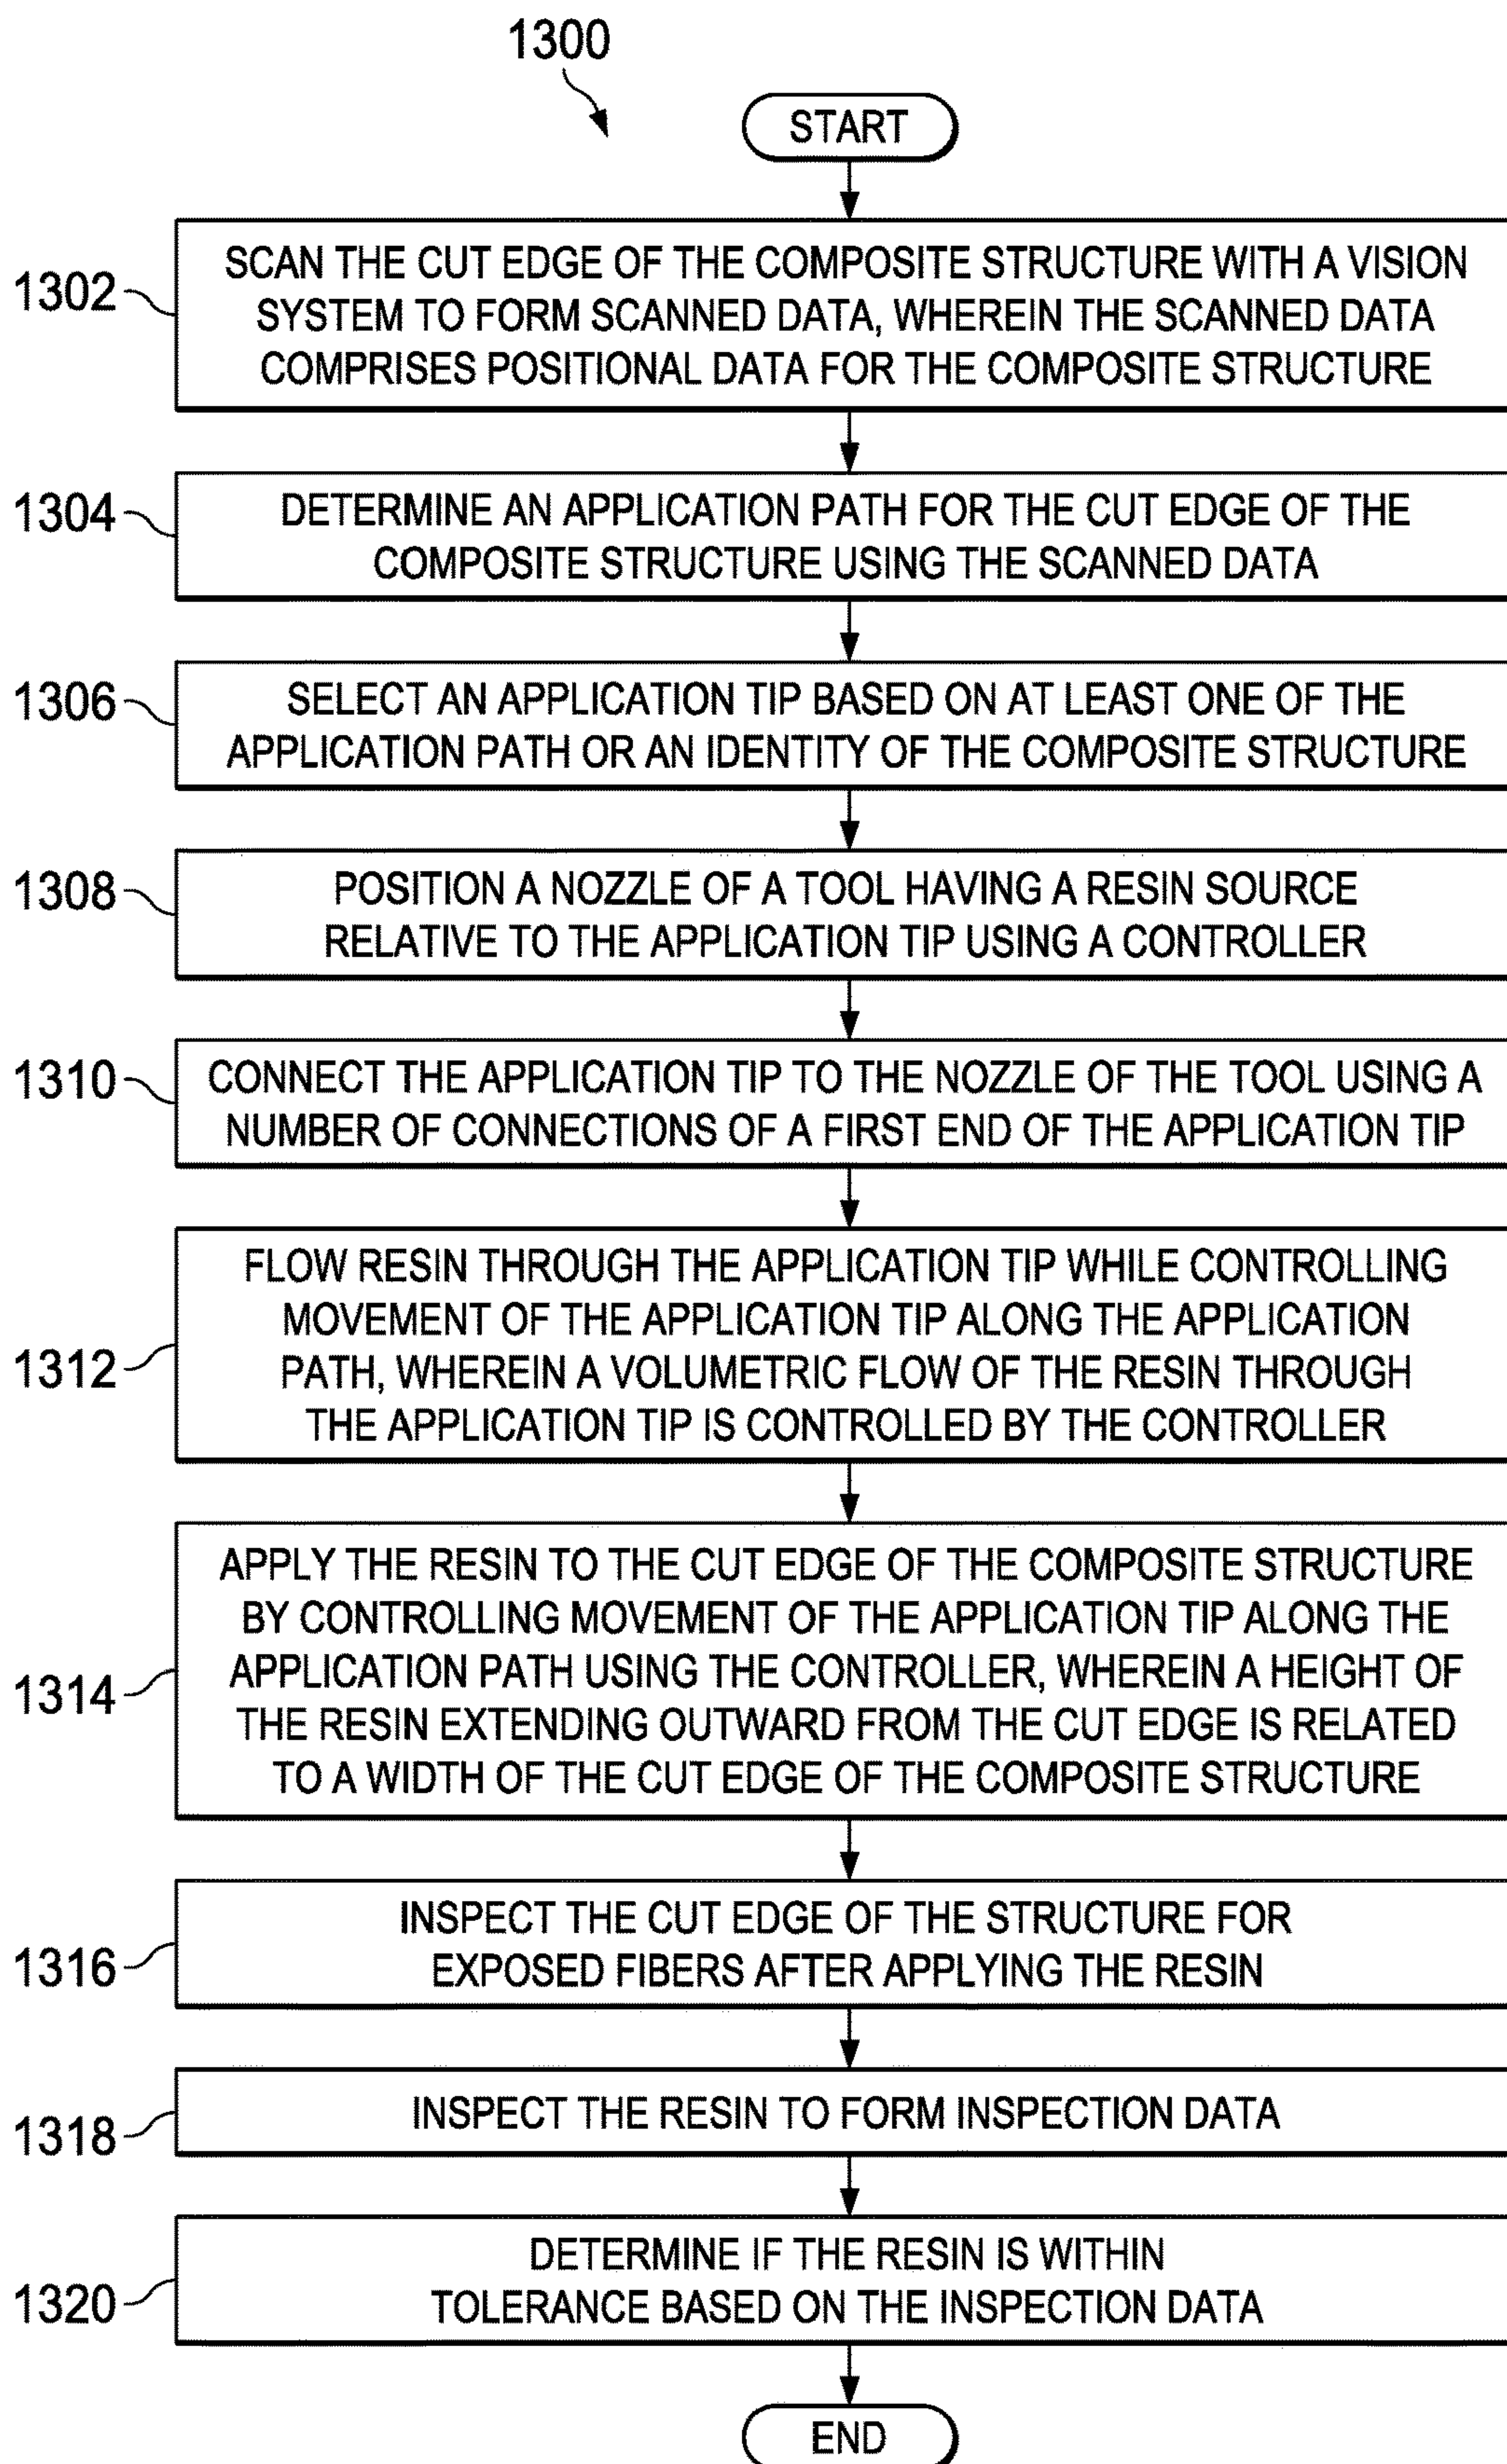 1300
START
1302
SCAN THE CUT EDGE OF THE COMPOSITE STRUCTURE WITH A VISION
SYSTEM TO FORM SCANNED DATA, WHEREIN THE SCANNED DATA
COMPRISES POSITIONAL DATA FOR THE COMPOSITE STRUCTURE
1304
DETERMINE AN APPLICATION PATH FOR THE CUT EDGE OF THE
COMPOSITE STRUCTURE USING THE SCANNED DATA
1306
SELECT AN APPLICATION TIP BASED ON AT LEAST ONE OF THE
APPLICATION PATH OR AN IDENTITY OF THE COMPOSITE STRUCTURE
1308
POSITION A NOZZLE OF A TOOL HAVING A RESIN SOURCE
RELATIVE TO THE APPLICATION TIP USING A CONTROLLER
1310
CONNECT THE APPLICATION TIP TO THE NOZZLE OF THE TOOL USING A
NUMBER OF CONNECTIONS OF A FIRST END OF THE APPLICATION TIP
1312
FLOW RESIN THROUGH THE APPLICATION TIP WHILE CONTROLLING
MOVEMENT OF THE APPLICATION TIP ALONG THE APPLICATION
PATH, WHEREIN A VOLUMETRIC FLOW OF THE RESIN THROUGH
THE APPLICATION TIP IS CONTROLLED BY THE CONTROLLER
1314
APPLY THE RESIN TO THE CUT EDGE OF THE COMPOSITE STRUCTURE
BY CONTROLLING MOVEMENT OF THE APPLICATION TIP ALONG THE
APPLICATION PATH USING THE CONTROLLER, WHEREIN A HEIGHT OF
THE RESIN EXTENDING OUTWARD FROM THE CUT EDGE IS RELATED
TO A WIDTH OF THE CUT EDGE OF THE COMPOSITE STRUCTURE
1316
INSPECT THE CUT EDGE OF THE STRUCTURE FOR
EXPOSED FIBERS AFTER APPLYING THE RESIN
1318
INSPECT THE RESIN TO FORM INSPECTION DATA
1320
DETERMINE IF THE RESIN IS WITHIN
TOLERANCE BASED ON THE INSPECTION DATA
END